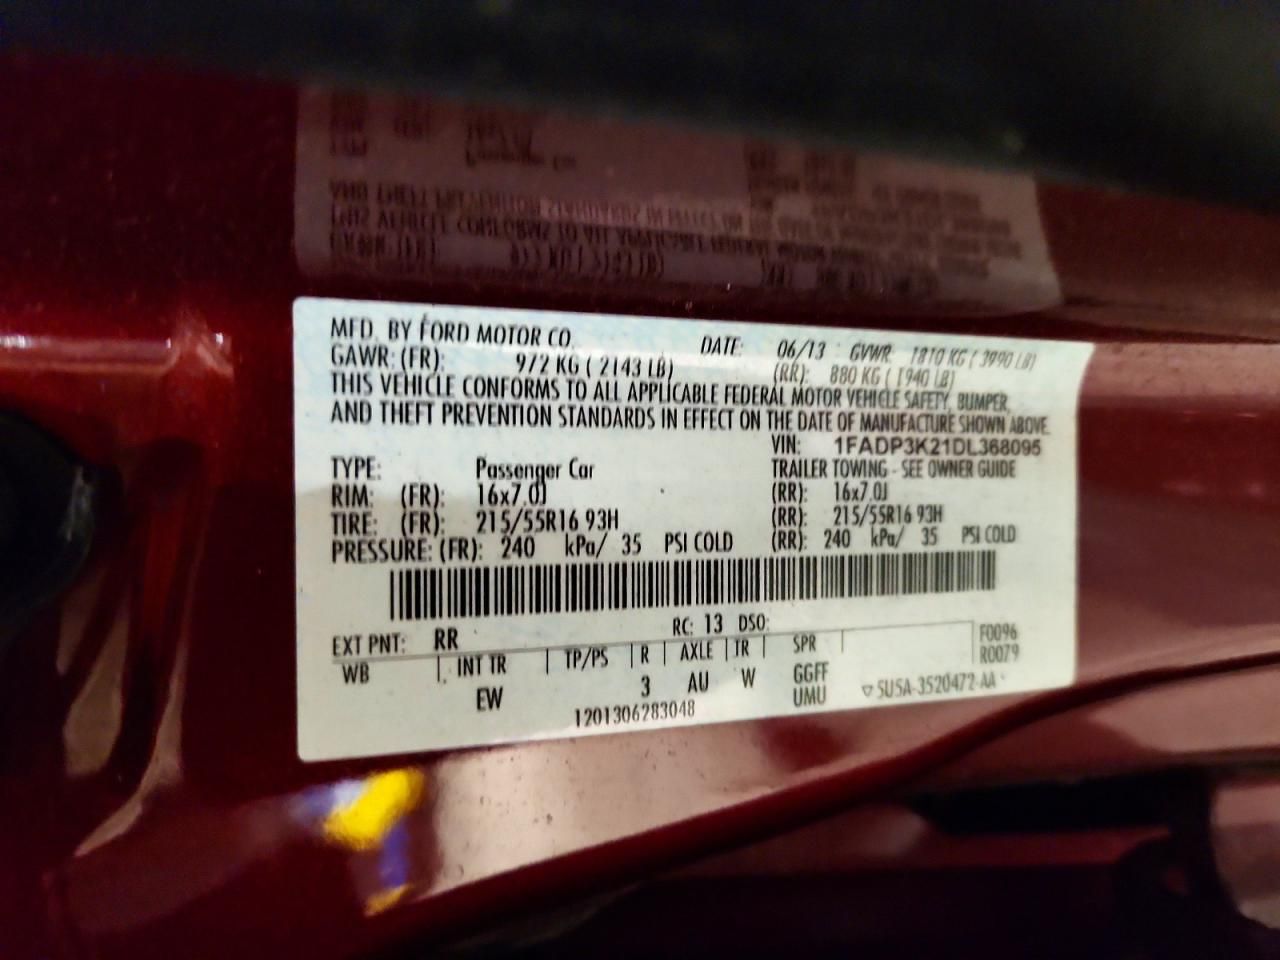 MFD. BY FORD MOTOR CO. DATE: 06/13 GVWR: 1810 KG ( 3990 LB)
GAWR: (FR): 972 KG ( 2143 LB) (RR): 880 KG ( 1940 LB)
THIS VEHICLE CONFORMS TO ALL APPLICABLE FEDERAL MOTOR VEHICLE SAFETY, BUMPER,
AND THEFT PREVENTION STANDARDS IN EFFECT ON THE DATE OF MANUFACTURE SHOWN ABOVE.
VIN: 1FADP3K21DL368095
TYPE: Passenger Car TRAILER TOWING - SEE OWNER GUIDE
RIM: (FR): 16x7.0J (RR): 16x7.0J
TIRE: (FR): 215/55R16 93H (RR): 215/55R16 93H
PRESSURE: (FR): 240 kPa/ 35 PSI COLD (RR): 240 kPa/ 35 PSI COLD
EXT PNT: RR RC: 13 DSO: F0096
WB INT TR TP/PS R AXLE TR SPR R0079
EW 3 AU W GGFF
UMU ▽5U5A-3520472-AA
1201306283048